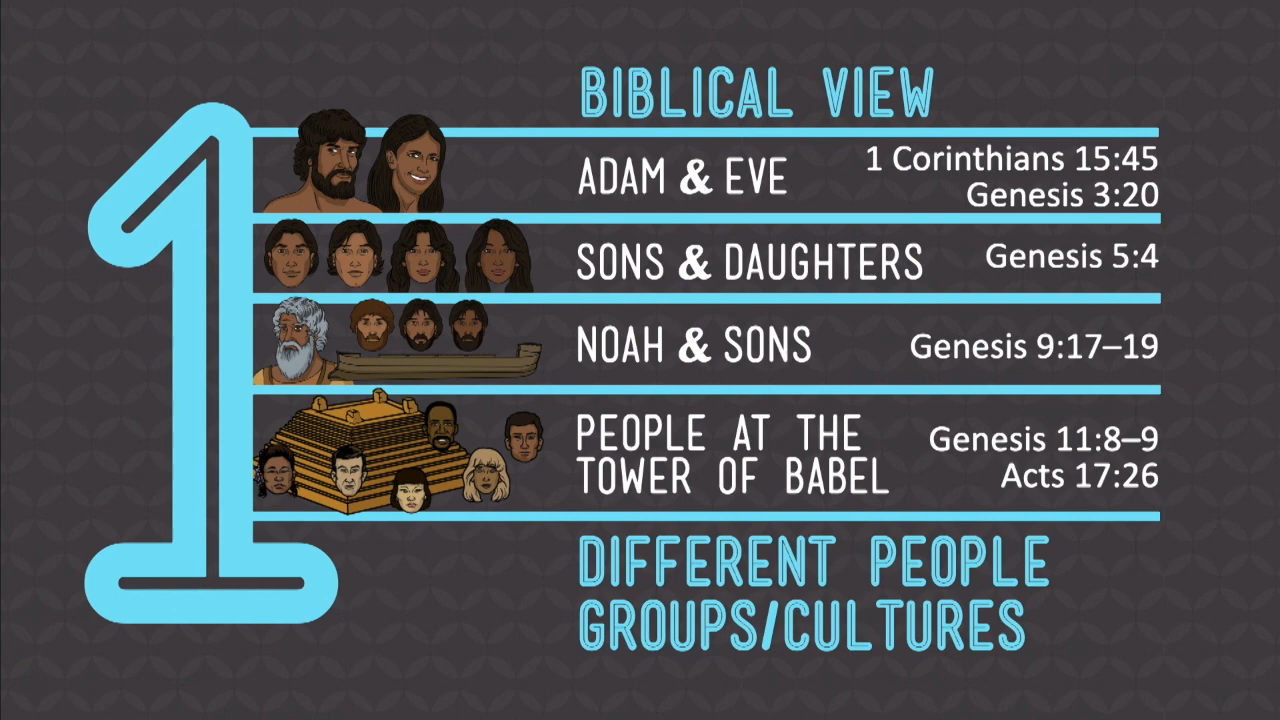 1
BIBLICAL VIEW
ADAM & EVE
1 Corinthians 15:45
Genesis 3:20
SONS & DAUGHTERS
Genesis 5:4
NOAH & SONS
Genesis 9:17–19
PEOPLE AT THE
TOWER OF BABEL
Genesis 11:8–9
Acts 17:26
DIFFERENT PEOPLE
GROUPS/CULTURES